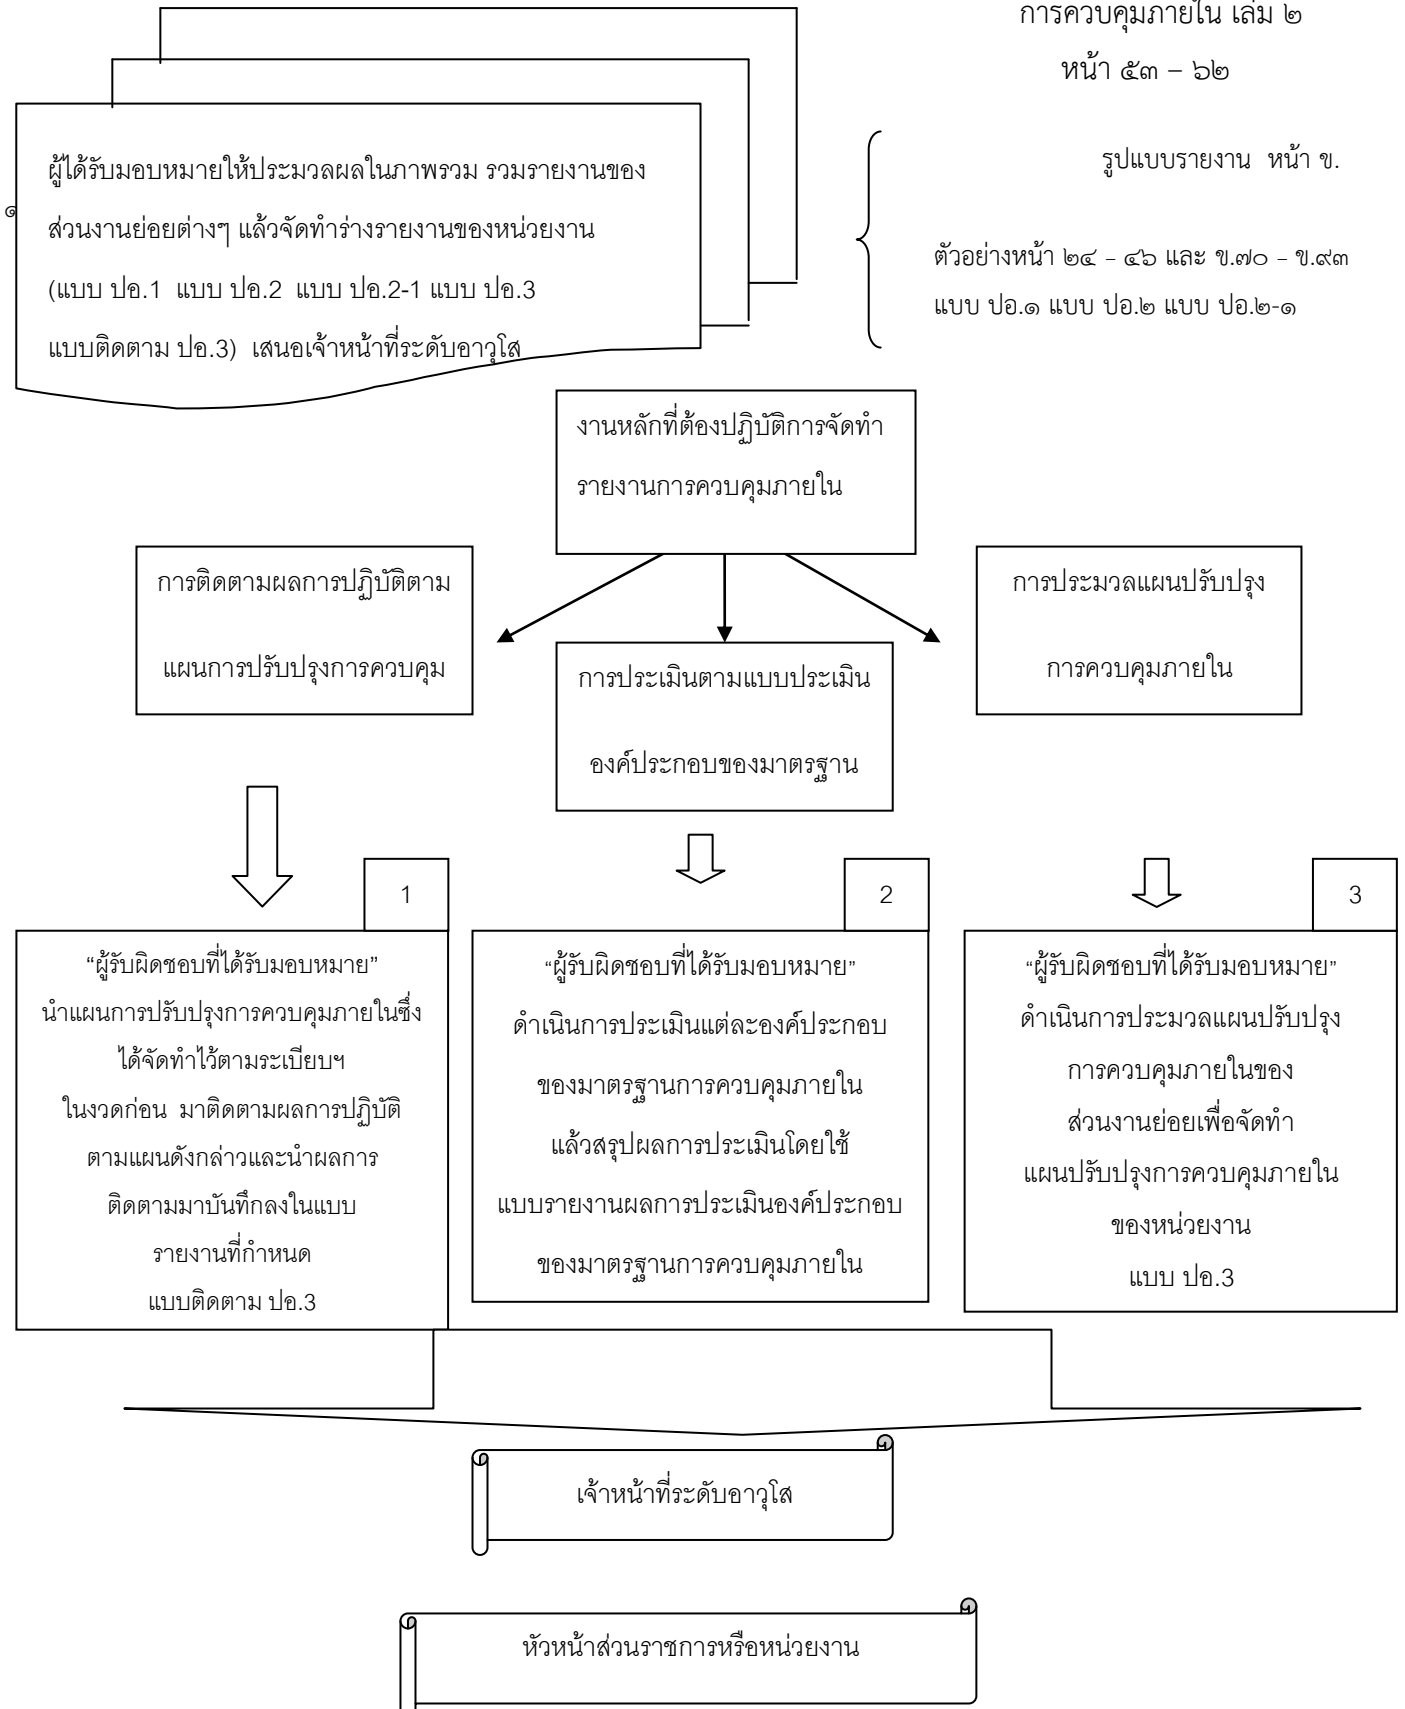 การควบคุมภายใน เล่ม ๒
หน้า ๕๓ – ๖๒
รูปแบบรายงาน หน้า ข.
ตัวอย่างหน้า ๒๔ - ๔๖ และ ข.๗๐ - ข.๙๓
แบบ ปอ.๑ แบบ ปอ.๒ แบบ ปอ.๒-๑
๑
ผู้ได้รับมอบหมายให้ประมวลผลในภาพรวม รวมรายงานของ
ส่วนงานย่อยต่างๆ แล้วจัดทำร่างรายงานของหน่วยงาน
(แบบ ปอ.1 แบบ ปอ.2 แบบ ปอ.2-1 แบบ ปอ.3
แบบติดตาม ปอ.3) เสนอเจ้าหน้าที่ระดับอาวุโส
งานหลักที่ต้องปฏิบัติการจัดทำ
รายงานการควบคุมภายใน
การติดตามผลการปฏิบัติตาม
แผนการปรับปรุงการควบคุม
การประเมินตามแบบประเมิน
องค์ประกอบของมาตรฐาน
การประมวลแผนปรับปรุง
การควบคุมภายใน
1
“ผู้รับผิดชอบที่ได้รับมอบหมาย”
นำแผนการปรับปรุงการควบคุมภายในซึ่ง
ได้จัดทำไว้ตามระเบียบฯ
ในงวดก่อน มาติดตามผลการปฏิบัติ
ตามแผนดังกล่าวและนำผลการ
ติดตามมาบันทึกลงในแบบ
รายงานที่กำหนด
แบบติดตาม ปอ.3
2
“ผู้รับผิดชอบที่ได้รับมอบหมาย”
ดำเนินการประเมินแต่ละองค์ประกอบ
ของมาตรฐานการควบคุมภายใน
แล้วสรุปผลการประเมินโดยใช้
แบบรายงานผลการประเมินองค์ประกอบ
ของมาตรฐานการควบคุมภายใน
3
“ผู้รับผิดชอบที่ได้รับมอบหมาย”
ดำเนินการประมวลแผนปรับปรุง
การควบคุมภายในของ
ส่วนงานย่อยเพื่อจัดทำ
แผนปรับปรุงการควบคุมภายใน
ของหน่วยงาน
แบบ ปอ.3
เจ้าหน้าที่ระดับอาวุโส
หัวหน้าส่วนราชการหรือหน่วยงาน